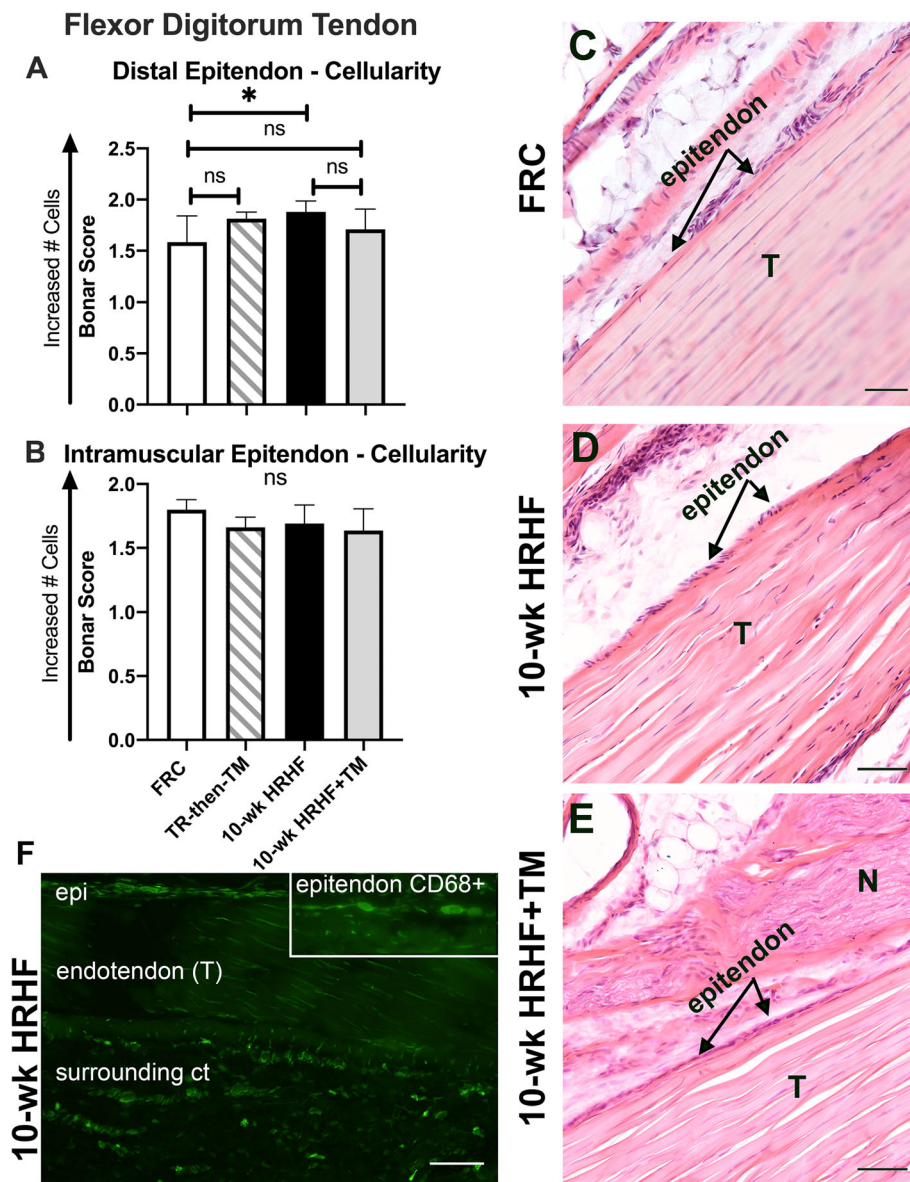 Flexor Digitorum Tendon
A
Distal Epitendon - Cellularity
*
ns
ns
ns
2.5
2.0
1.5
1.0
0.5
0.0
Increased # Cells
Bonar Score
B
Intramuscular Epitendon - Cellularity
ns
2.0
1.5
1.0
0.5
0.0
Increased # Cells
Bonar Score
FRC
TR-then-TM
10-wk HRHF
10-wk HRHF+TM
C
FRC
epitendon
T
D
10-wk HRHF
epitendon
T
E
10-wk HRHF+TM
epitendon
N
T
F
10-wk HRHF
epi
epitendon CD68+
endotendon (T)
surrounding ct